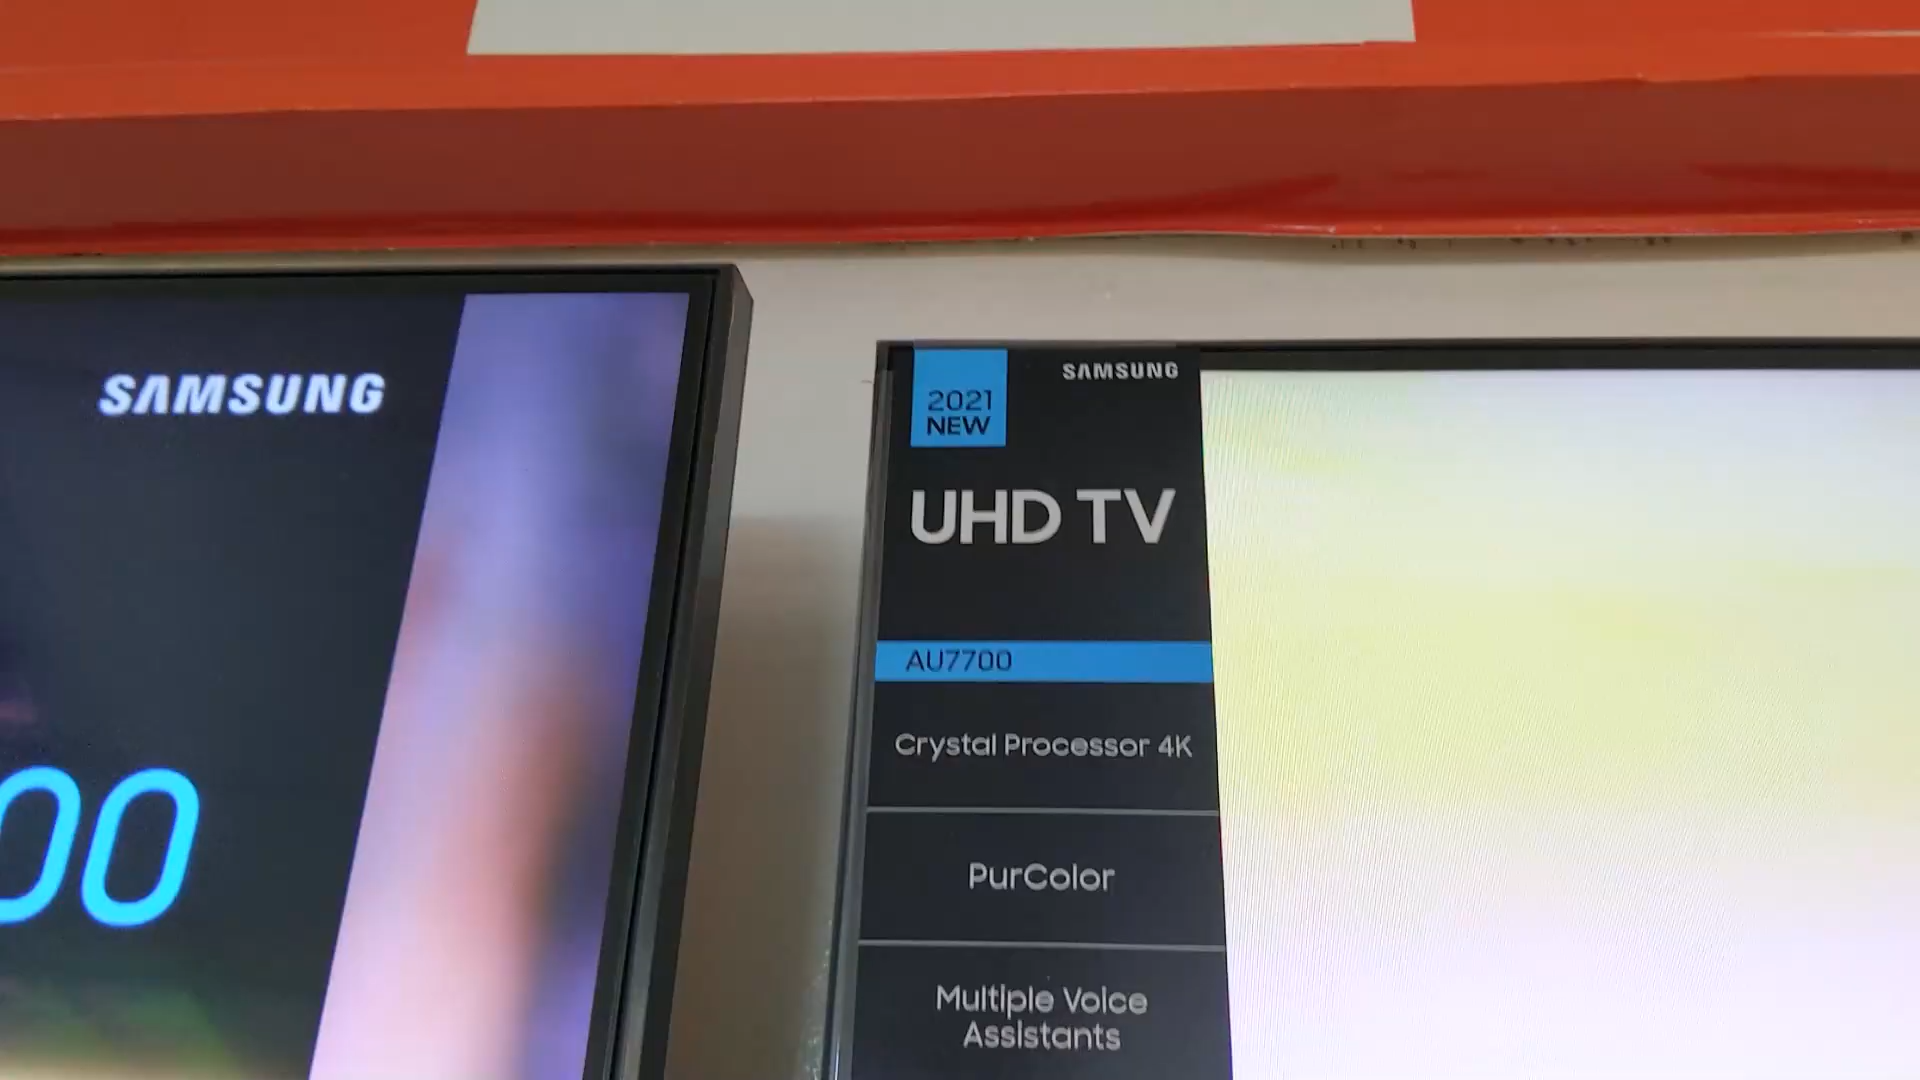 SAMSUNG
00
2021
NEW
SAMSUNG
UHD TV
AU7700
Crystal Processor 4K
PurColor
Multiple Voice
Assistants